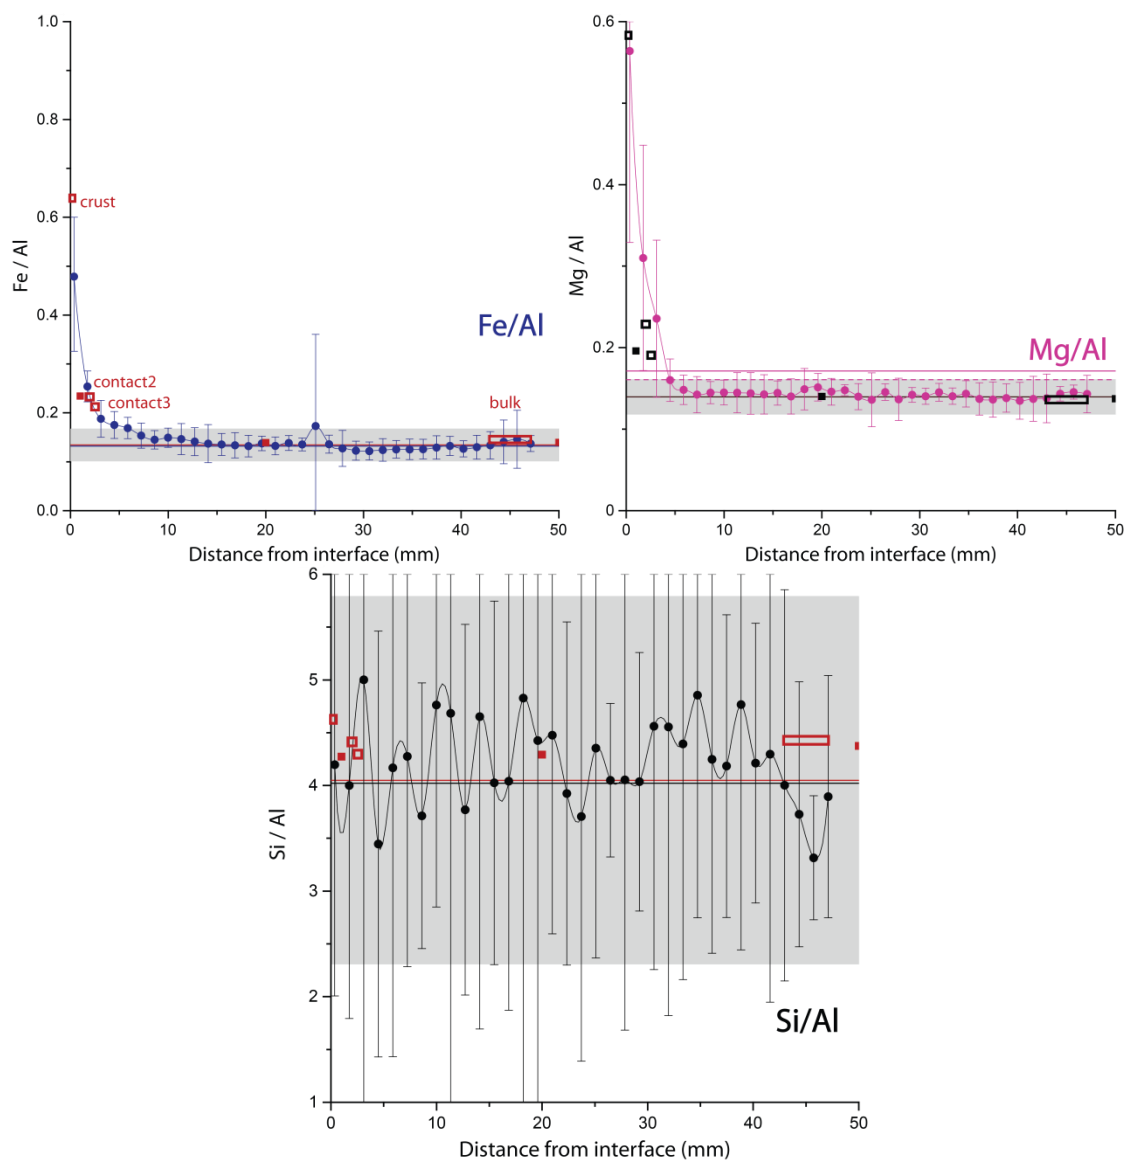 1.0
0.8
0.6
0.4
0.2
0.0
Fe / Al
crust
contact2
contact3
bulk
Fe/Al
0
10
20
30
40
50
Distance from interface (mm)
0.6
0.4
0.2
0
Mg / Al
Mg/Al
0
10
20
30
40
50
Distance from interface (mm)
6
5
4
3
2
1
Si / Al
Si/Al
0
10
20
30
40
50
Distance from interface (mm)